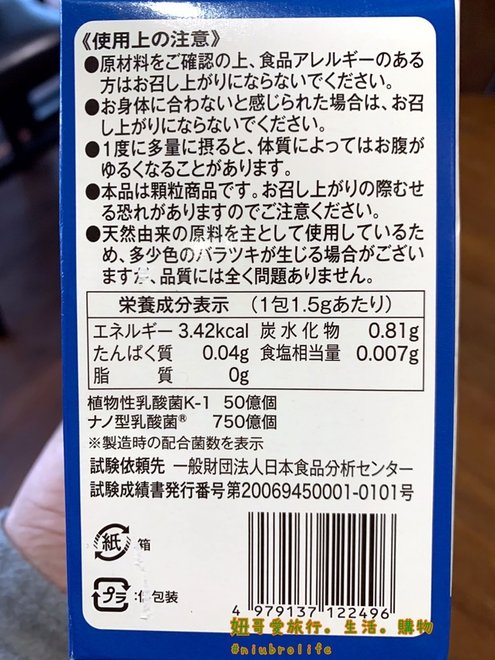 《使用上の注意》
●原材料をご確認の上、食品アレルギーのある
方はお召し上がりにならないでください。
●お身体に合わないと感じられた場合は、お召
し上がりにならないでください。
●1度に多量に摂ると、体質によってはお腹が
ゆるくなることがあります。
●本品は顆粒商品です。お召し上がりの際むせ
る恐れがありますのでご注意ください。
●天然由来の原料を主として使用しているた
め、多少色のバラツキが生じる場合がござい
ますが、品質には全く問題ありません。
栄養成分表示 (1包1.5gあたり)
エネルギー 3.42kcal 炭水化物 0.81g
たんぱく質 0.04g 食塩相当量 0.007g
脂質 0g
植物性乳酸菌K-1 50億個
ナノ型乳酸菌® 750億個
※製造時の配合菌数を表示
試験依頼先 一般財団法人日本食品分析センター
試験成績書発行番号第20069450001-0101号
紙 箱
プラ :個包装
4 979137 122496
妞哥愛旅行。生活。購物
#niubrolife